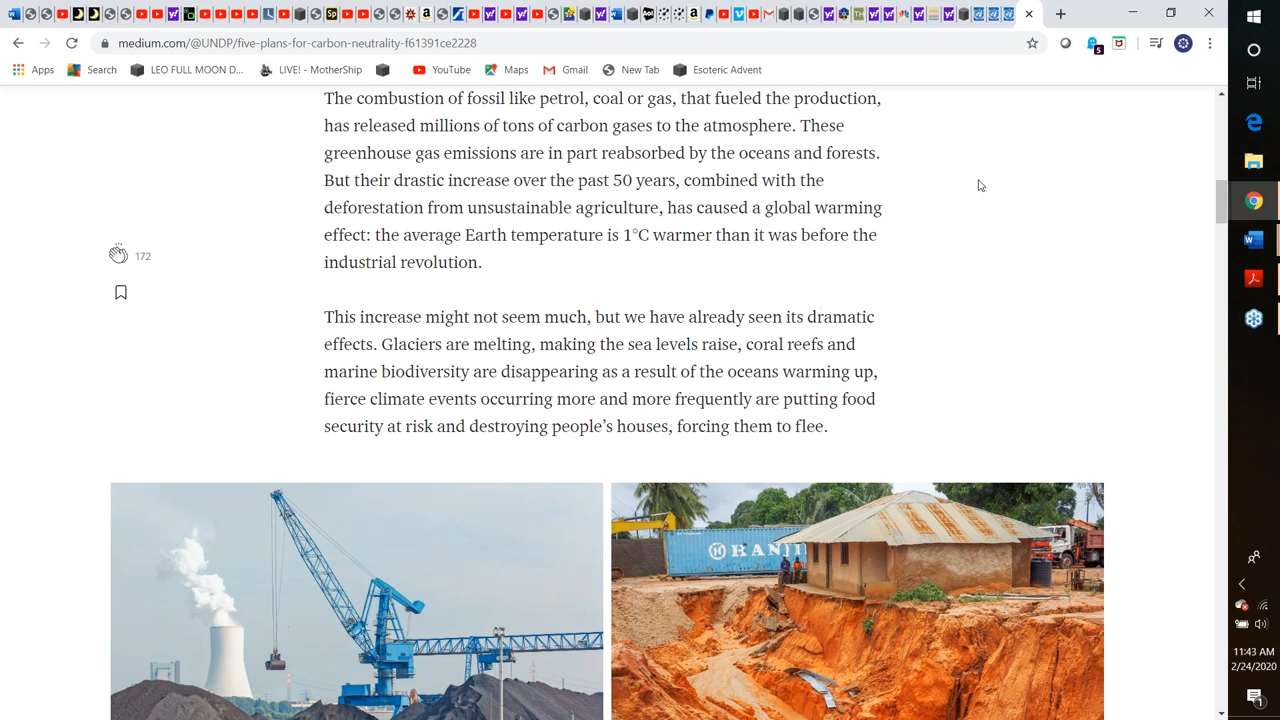 medium.com/@UNDP/five-plans-for-carbon-neutrality-f61391ce2228
5
Apps Search LEO FULL MOON D... LIVE! - MotherShip YouTube Maps Gmail New Tab Esoteric Advent
The combustion of fossil like petrol, coal or gas, that fueled the production,
has released millions of tons of carbon gases to the atmosphere. These
greenhouse gas emissions are in part reabsorbed by the oceans and forests.
But their drastic increase over the past 50 years, combined with the
deforestation from unsustainable agriculture, has caused a global warming
effect: the average Earth temperature is 1°C warmer than it was before the
industrial revolution.
172
This increase might not seem much, but we have already seen its dramatic
effects. Glaciers are melting, making the sea levels raise, coral reefs and
marine biodiversity are disappearing as a result of the oceans warming up,
fierce climate events occurring more and more frequently are putting food
security at risk and destroying people’s houses, forcing them to flee.
11:43 AM
2/24/2020
1